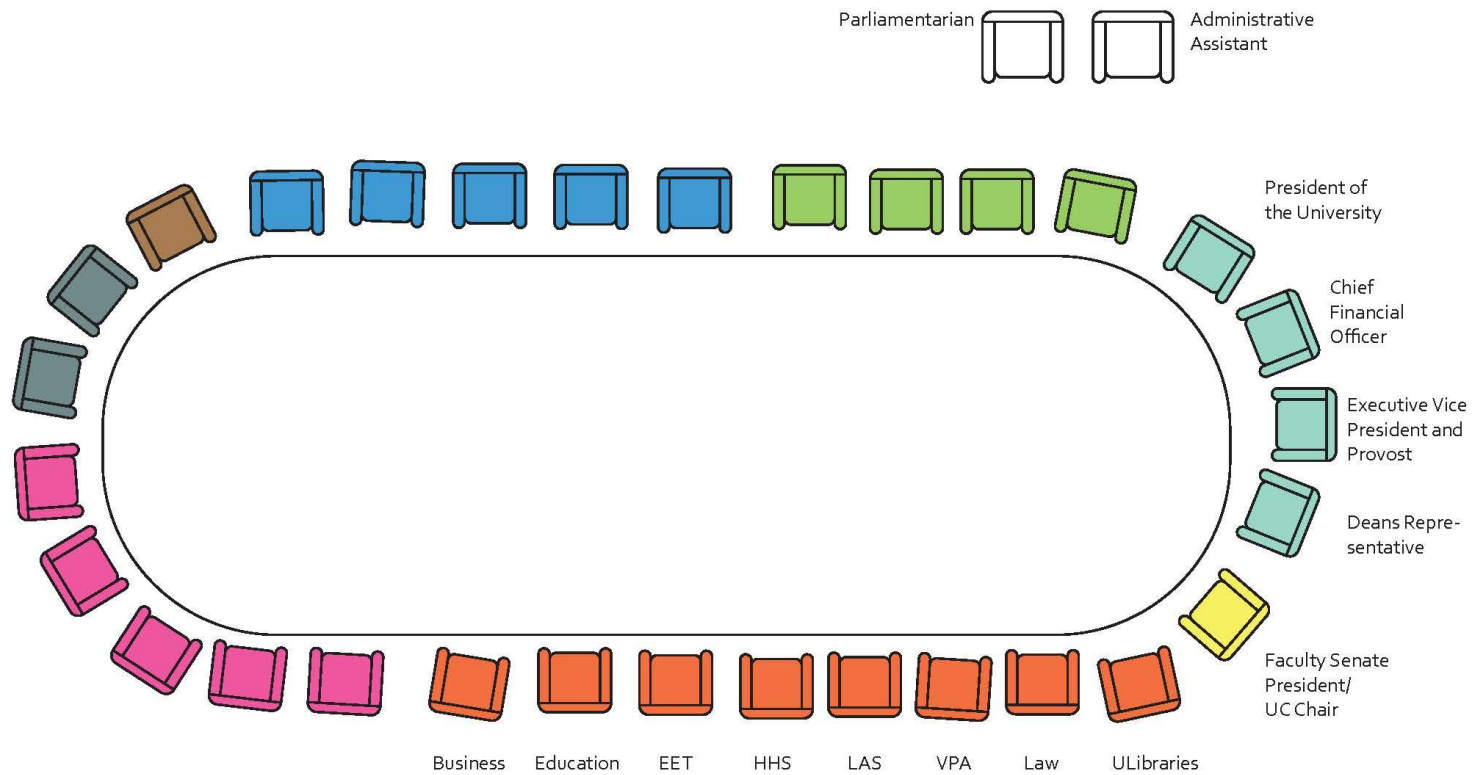 Parliamentarian
Administrative
Assistant
President of
the University
Chief
Financial
Officer
Executive Vice
President and
Provost
Deans Repre-
sentative
Faculty Senate
President/
UC Chair
Business
Education
EET
HHS
LAS
VPA
Law
ULibraries